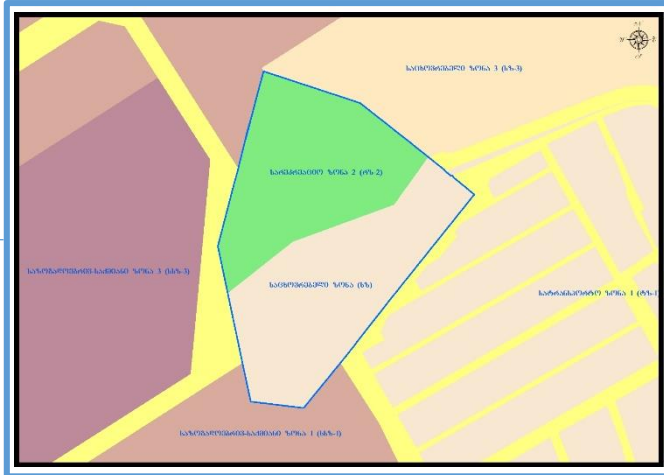 საცხოვრებელი ზონა 3 (სზ-3)
სარეკრეაციო ზონა 2 (რზ-2)
საზოგადოებრივ-საქმიანი ზონა 3 (სსზ-3)
საცხოვრებელი ზონა (სზ)
სატრანსპორტო ზონა 1 (ტზ-1
საზოგადოებრივ-საქმიანი ზონა 1 (სსზ-1)